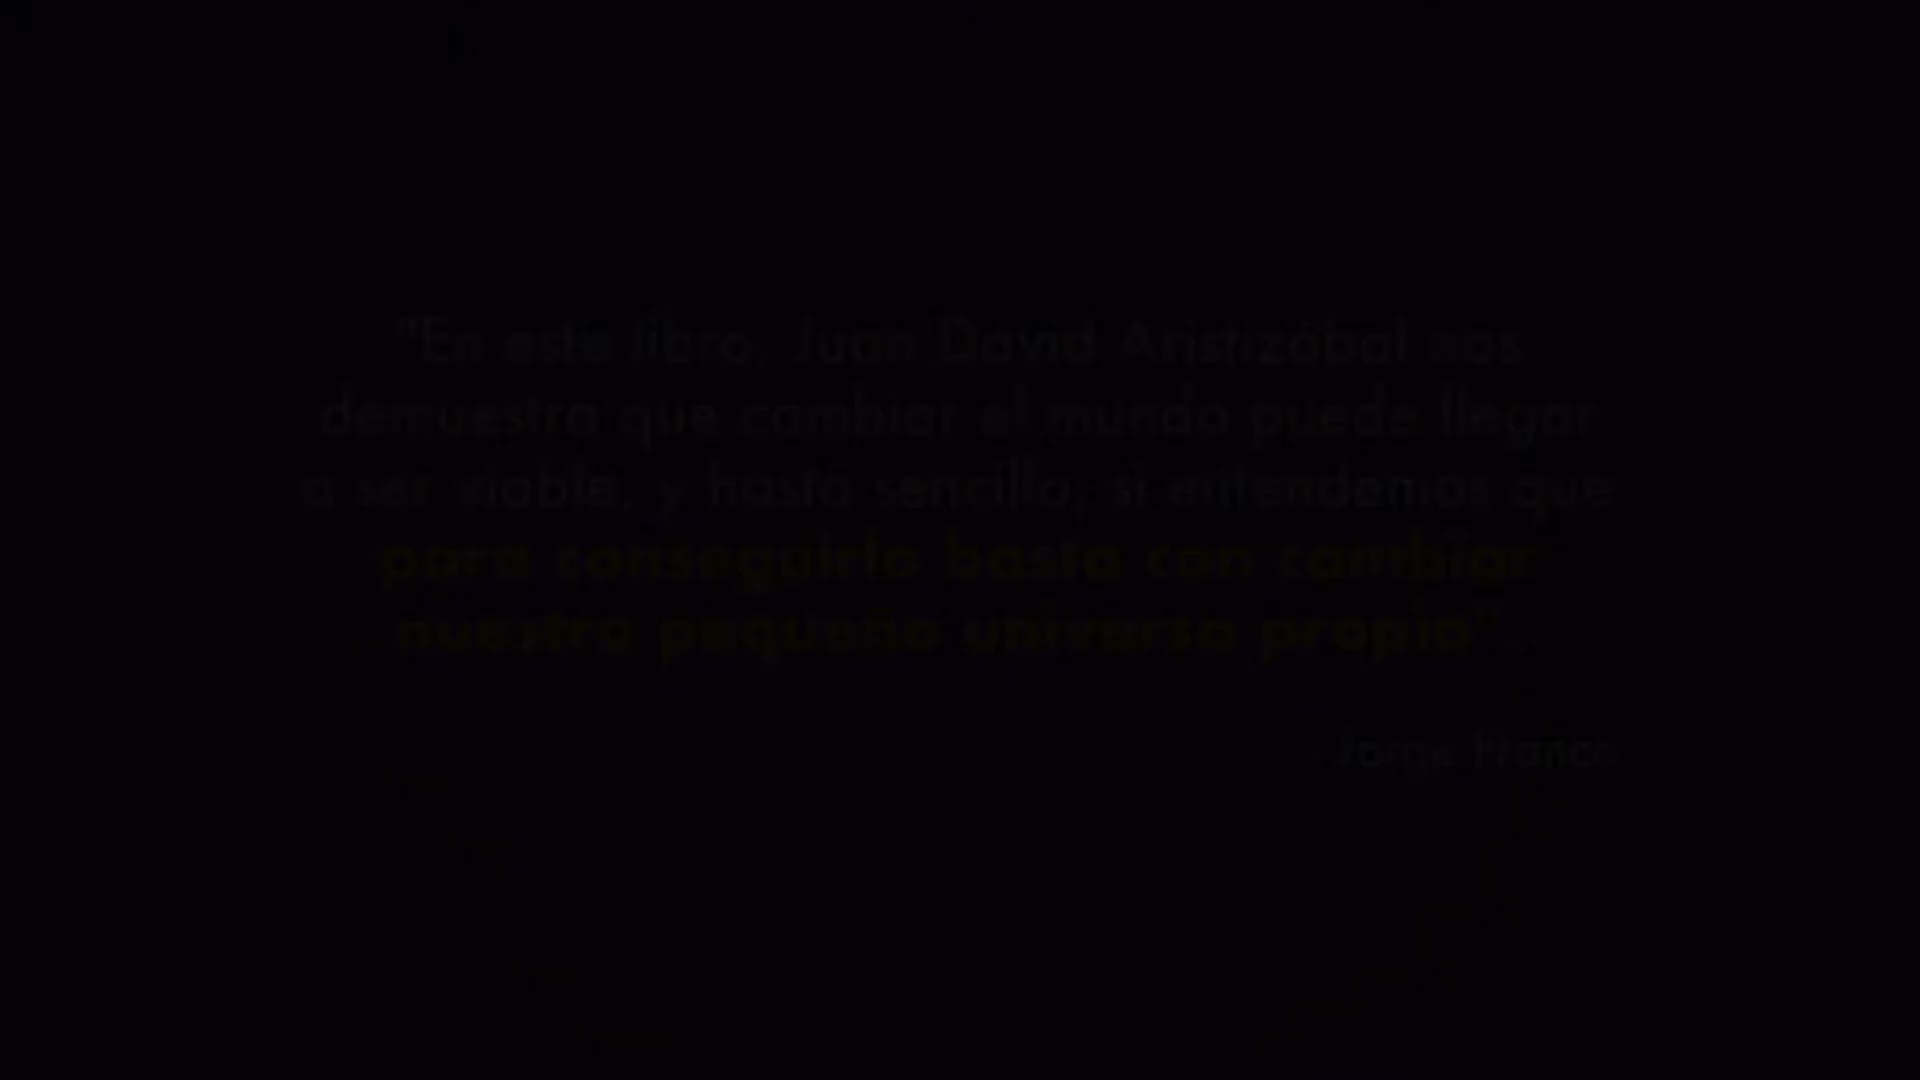 "En este libro, Juan David Aristizábal nos
demuestra que cambiar el mundo puede llegar
a ser viable, y hasta sencillo, si entendemos que
para conseguirlo basta con cambiar
nuestro pequeño universo propio".
Jorge Franco